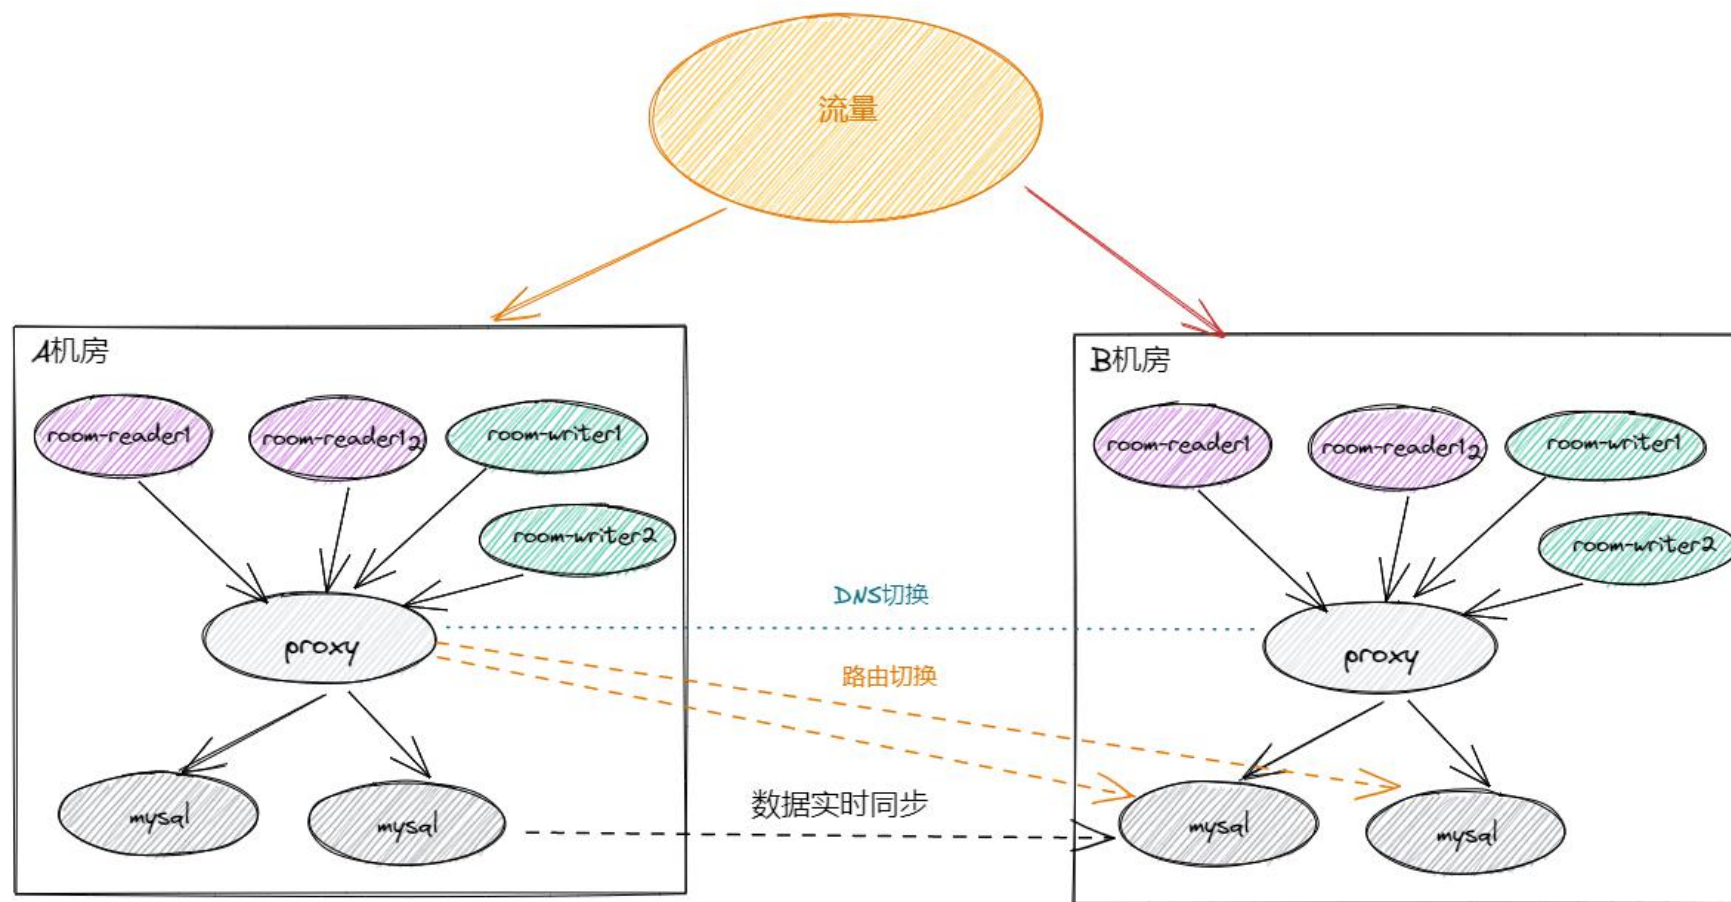 流量
A机房
B机房
room-reader1
room-reader12
room-writer1
room-writer2
room-reader1
room-reader12
room-writer1
room-writer2
DNS切换
proxy
路由切换
proxy
数据实时同步
mysql
mysql
mysql
mysql